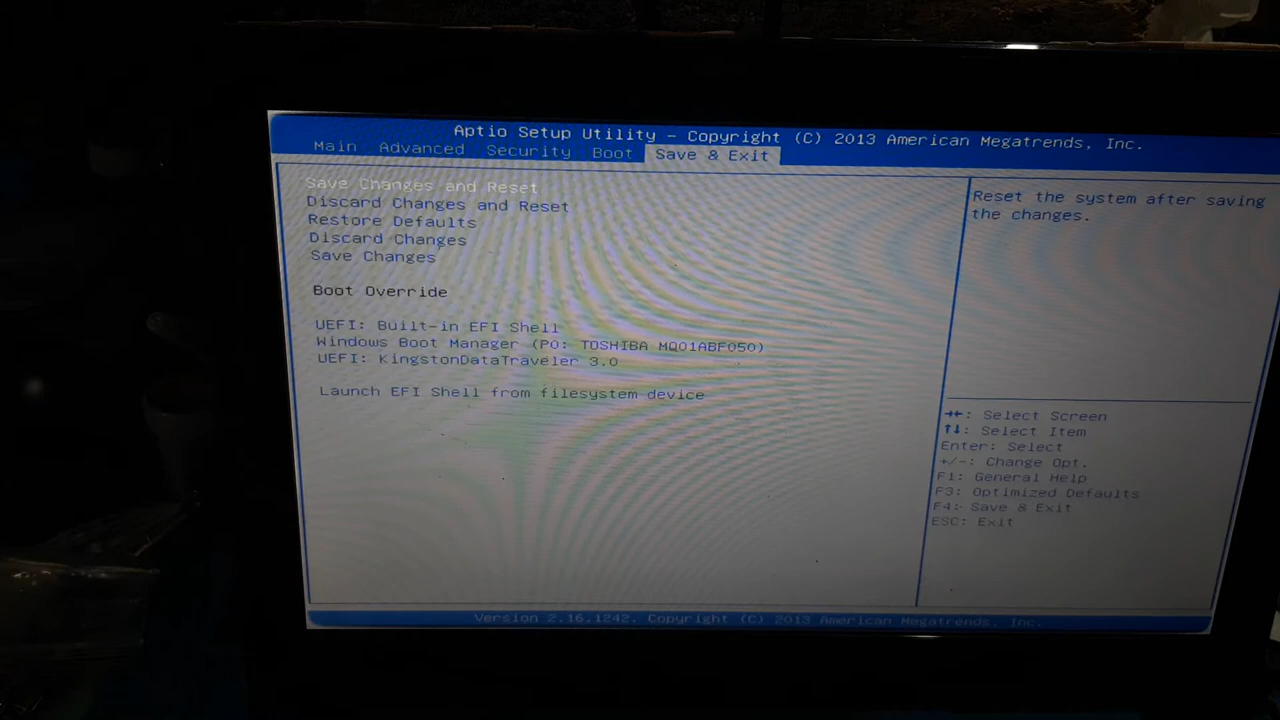 Aptio Setup Utility - Copyright (C) 2013 American Megatrends, Inc.
Main Advanced Security Boot Save & Exit
Save Changes and Reset
Discard Changes and Reset
Restore Defaults
Discard Changes
Save Changes
Boot Override
UEFI: Built-in EFI Shell
Windows Boot Manager (P0: TOSHIBA MQ01ABF050)
UEFI: KingstonDataTraveler 3.0
Launch EFI Shell from filesystem device
Reset the system after saving
the changes.
→←: Select Screen
↑↓: Select Item
Enter: Select
+/-: Change Opt.
F1: General Help
F3: Optimized Defaults
F4: Save & Exit
ESC: Exit
Version 2.16.1242. Copyright (C) 2013 American Megatrends, Inc.